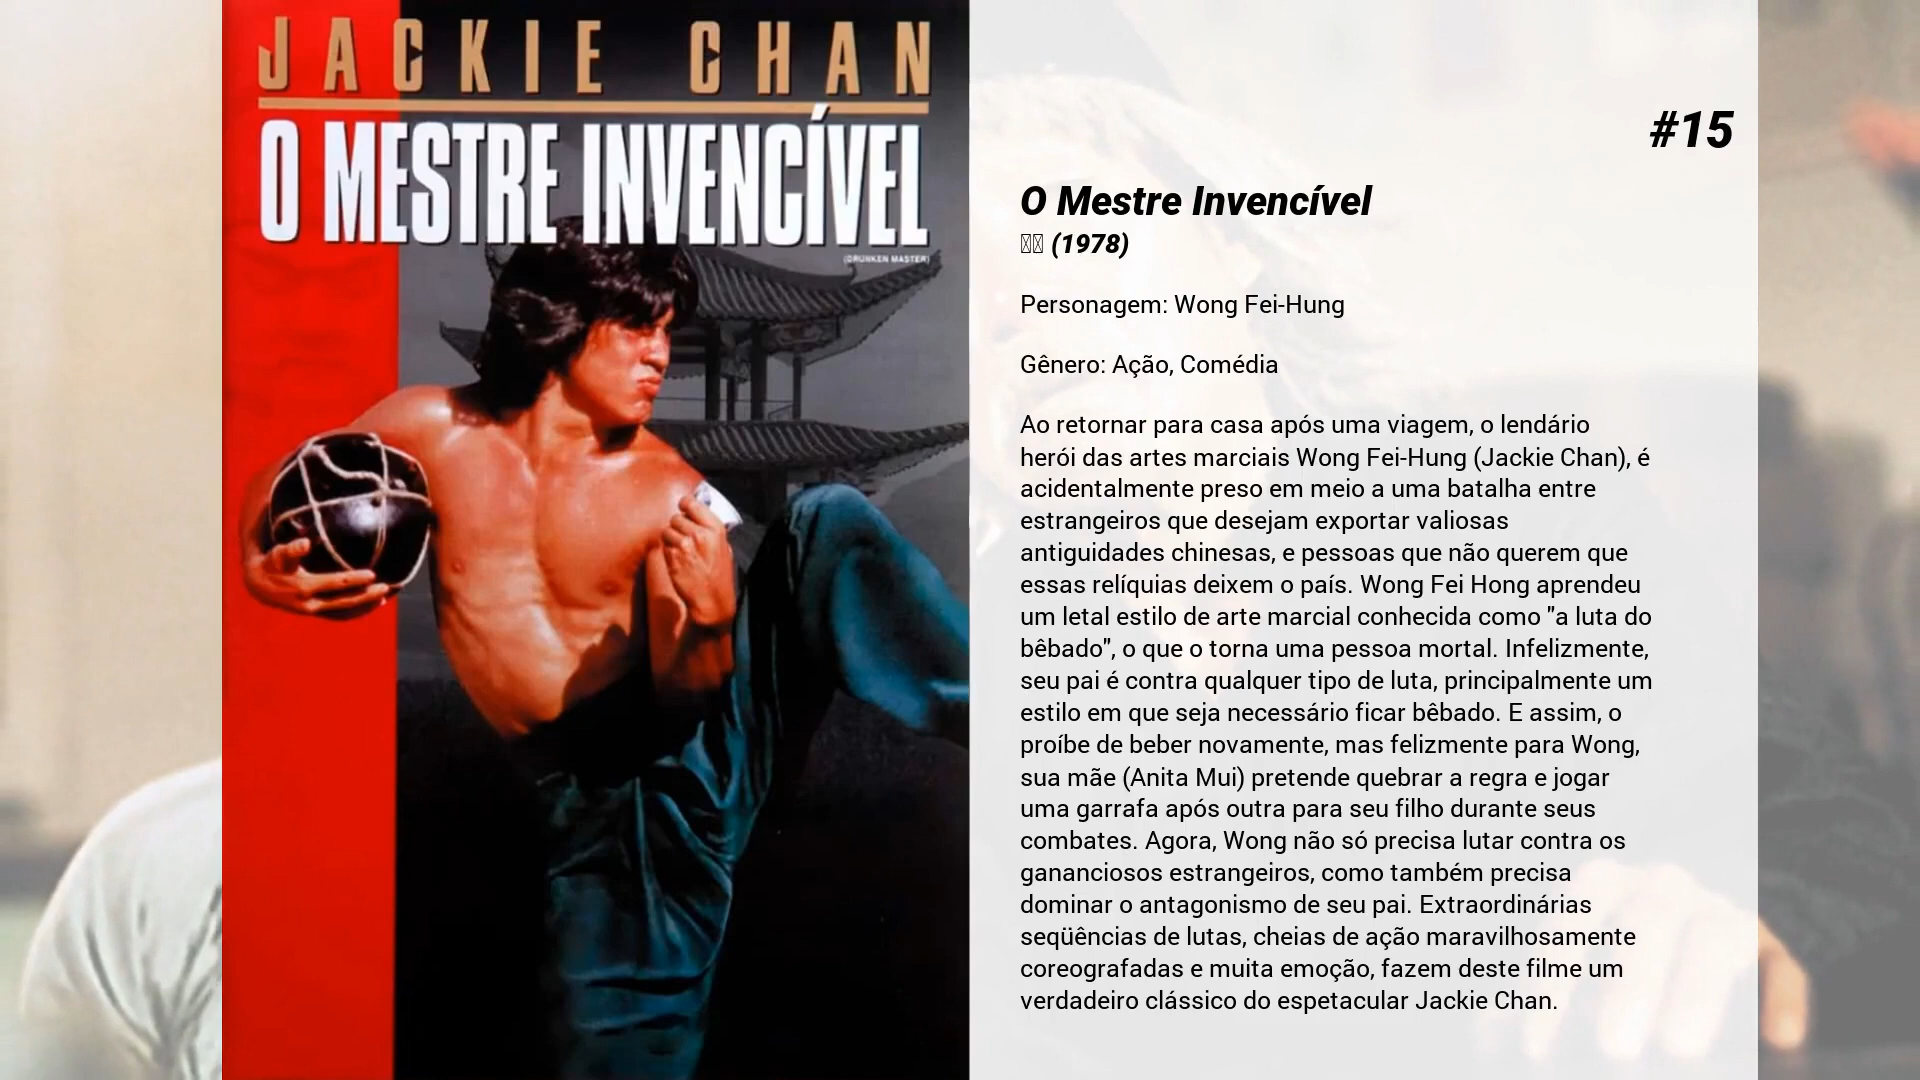 JACKIE CHAN
O MESTRE INVENCÍVEL
(DRUNKEN MASTER)
#15
O Mestre Invencível
(1978)
Personagem: Wong Fei-Hung
Gênero: Ação, Comédia
Ao retornar para casa após uma viagem, o lendário
herói das artes marciais Wong Fei-Hung (Jackie Chan), é
acidentalmente preso em meio a uma batalha entre
estrangeiros que desejam exportar valiosas
antiguidades chinesas, e pessoas que não querem que
essas relíquias deixem o país. Wong Fei Hong aprendeu
um letal estilo de arte marcial conhecida como "a luta do
bêbado", o que o torna uma pessoa mortal. Infelizmente,
seu pai é contra qualquer tipo de luta, principalmente um
estilo em que seja necessário ficar bêbado. E assim, o
proíbe de beber novamente, mas felizmente para Wong,
sua mãe (Anita Mui) pretende quebrar a regra e jogar
uma garrafa após outra para seu filho durante seus
combates. Agora, Wong não só precisa lutar contra os
gananciosos estrangeiros, como também precisa
dominar o antagonismo de seu pai. Extraordinárias
seqüências de lutas, cheias de ação maravilhosamente
coreografadas e muita emoção, fazem deste filme um
verdadeiro clássico do espetacular Jackie Chan.